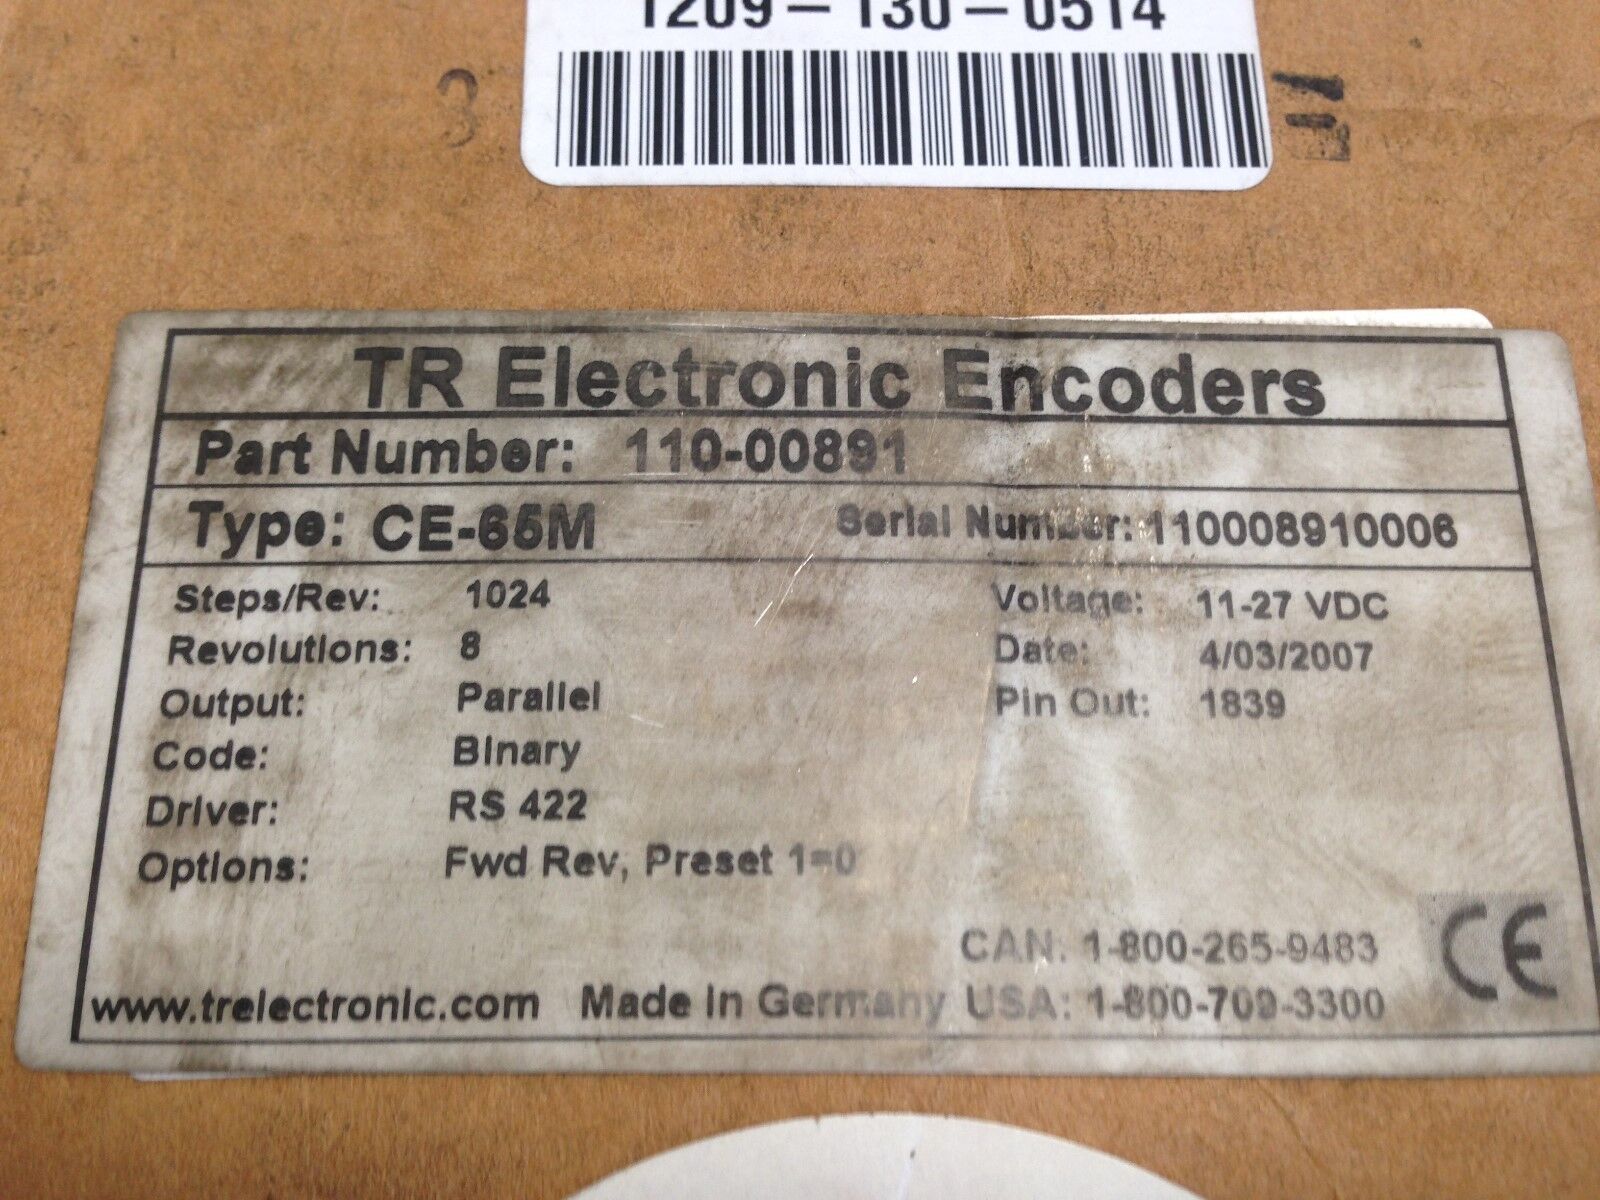 1209-130-0514
3
TR Electronic Encoders
Part Number: 110-00891
Type: CE-65M Serial Number: 110008910006
Steps/Rev: 1024 Voltage: 11-27 VDC
Revolutions: 8 Date: 4/03/2007
Output: Parallel Pin Out: 1839
Code: Binary
Driver: RS 422
Options: Fwd Rev, Preset 1=0
CAN: 1-800-265-9483
CE
www.trelectronic.com Made in Germany USA: 1-800-709-3300